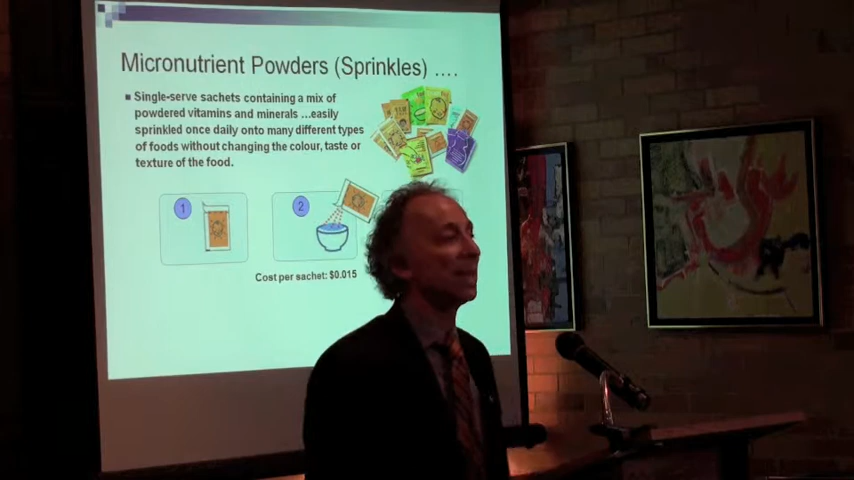 Micronutrient Powders (Sprinkles) ....
Single-serve sachets containing a mix of
powdered vitamins and minerals ...easily
sprinkled once daily onto many different types
of foods without changing the colour, taste or
texture of the food.
1
2
Cost per sachet: $0.015